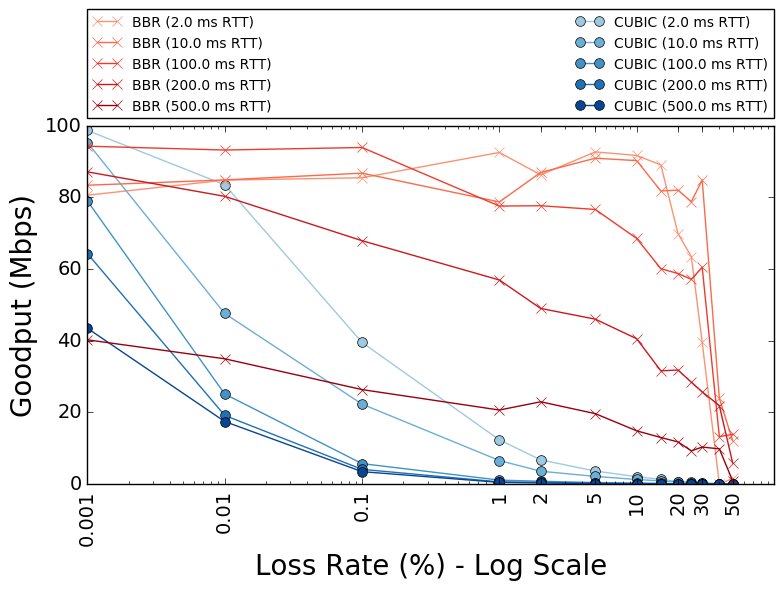 BBR (2.0 ms RTT)
BBR (10.0 ms RTT)
BBR (100.0 ms RTT)
BBR (200.0 ms RTT)
BBR (500.0 ms RTT)
CUBIC (2.0 ms RTT)
CUBIC (10.0 ms RTT)
CUBIC (100.0 ms RTT)
CUBIC (200.0 ms RTT)
CUBIC (500.0 ms RTT)
Goodput (Mbps)
100
80
60
40
20
0
0.001
0.01
0.1
1
2
5
10
20
30
50
Loss Rate (%) - Log Scale